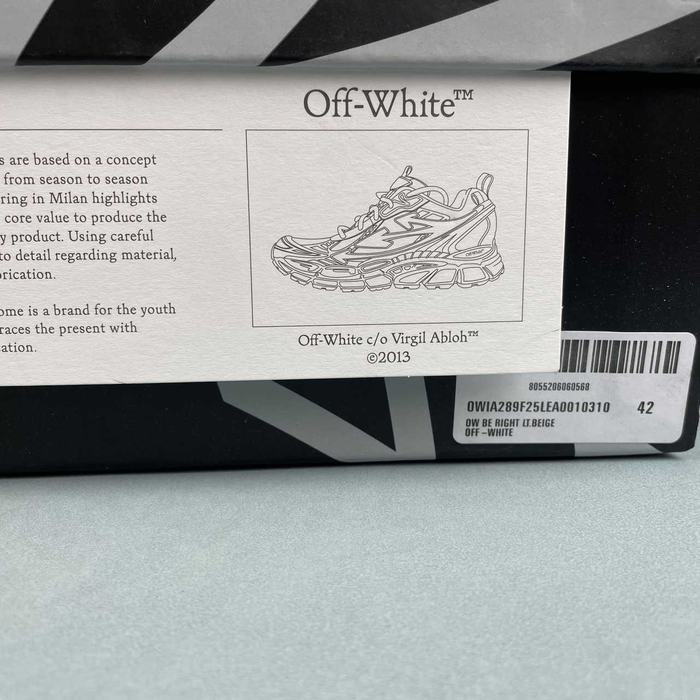 Off-White™
s are based on a concept
from season to season
ring in Milan highlights
core value to produce the
y product. Using careful
to detail regarding material,
rication.
ome is a brand for the youth
races the present with
ation.
Off-White c/o Virgil Abloh™
©2013
8055206060568
OWIA289F25LEA0010310 42
OW BE RIGHT LT.BEIGE
OFF-WHITE